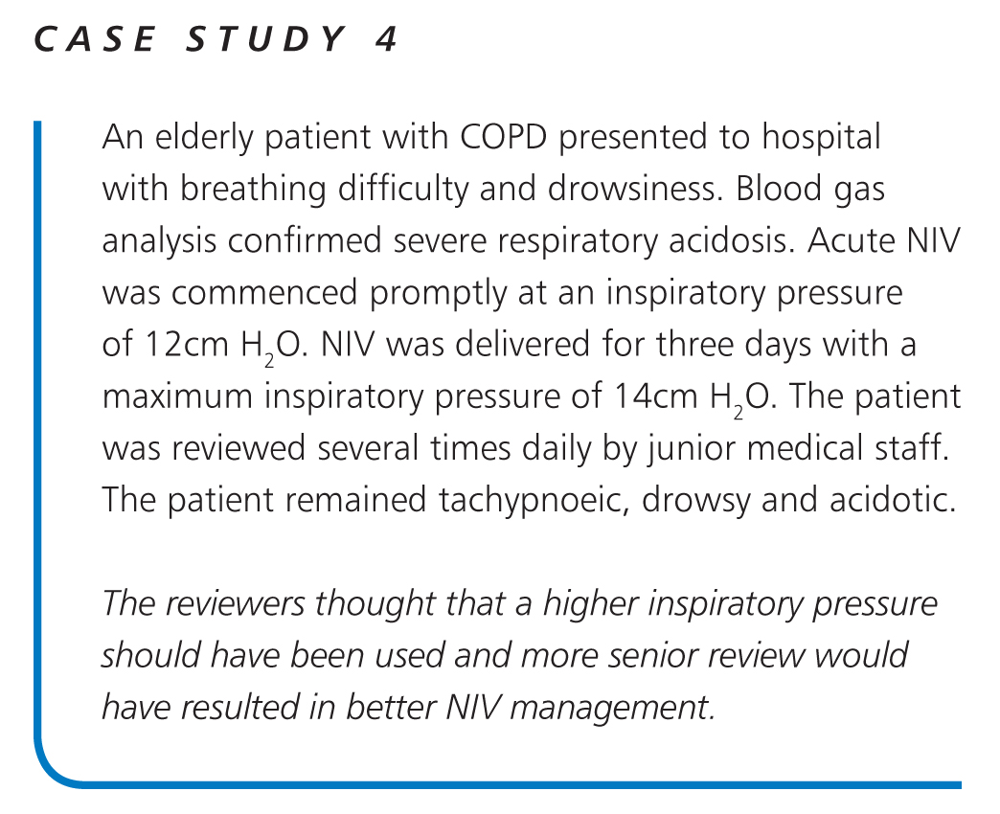 CASE STUDY 4
An elderly patient with COPD presented to hospital
with breathing difficulty and drowsiness. Blood gas
analysis confirmed severe respiratory acidosis. Acute NIV
was commenced promptly at an inspiratory pressure
of 12cm H₂O. NIV was delivered for three days with a
maximum inspiratory pressure of 14cm H₂O. The patient
was reviewed several times daily by junior medical staff.
The patient remained tachypnoeic, drowsy and acidotic.
The reviewers thought that a higher inspiratory pressure
should have been used and more senior review would
have resulted in better NIV management.